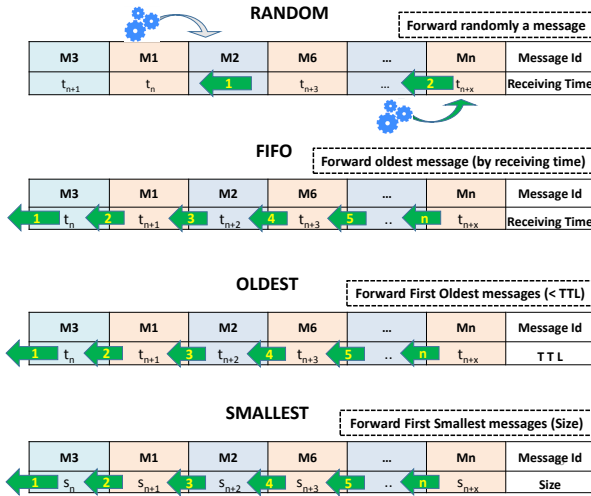 RANDOM
Forward randomly a message
M3 M1 M2 M6 ... Mn Message Id
tn+1 tn 1 tn+3 ... 2 tn+x Receiving Time
FIFO
Forward oldest message (by receiving time)
M3 M1 M2 M6 ... Mn Message Id
1 tn 2 tn+1 3 tn+2 4 tn+3 5 .. n tn+x Receiving Time
OLDEST
Forward First Oldest messages (< TTL)
M3 M1 M2 M6 ... Mn Message Id
1 tn 2 tn+1 3 tn+2 4 tn+3 5 .. n tn+x T T L
SMALLEST
Forward First Smallest messages (Size)
M3 M1 M2 M6 ... Mn Message Id
1 sn 2 sn+1 3 sn+2 4 sn+3 5 .. n sn+x Size